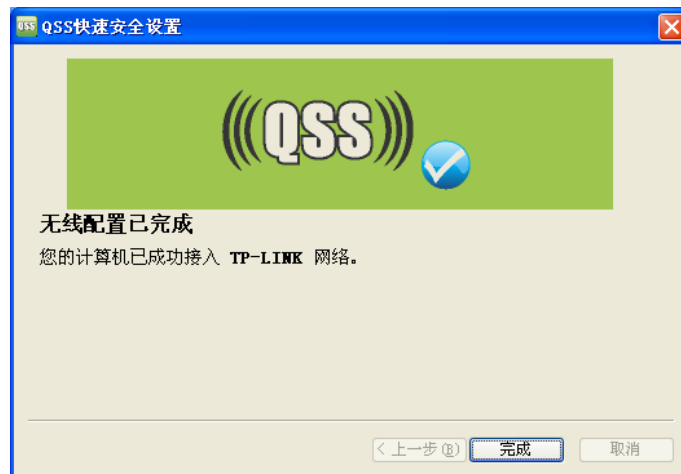 QSS QSS快速安全设置
(((QSS)))
无线配置已完成
您的计算机已成功接入 TP-LINK 网络。
< 上一步(B) 完成 取消